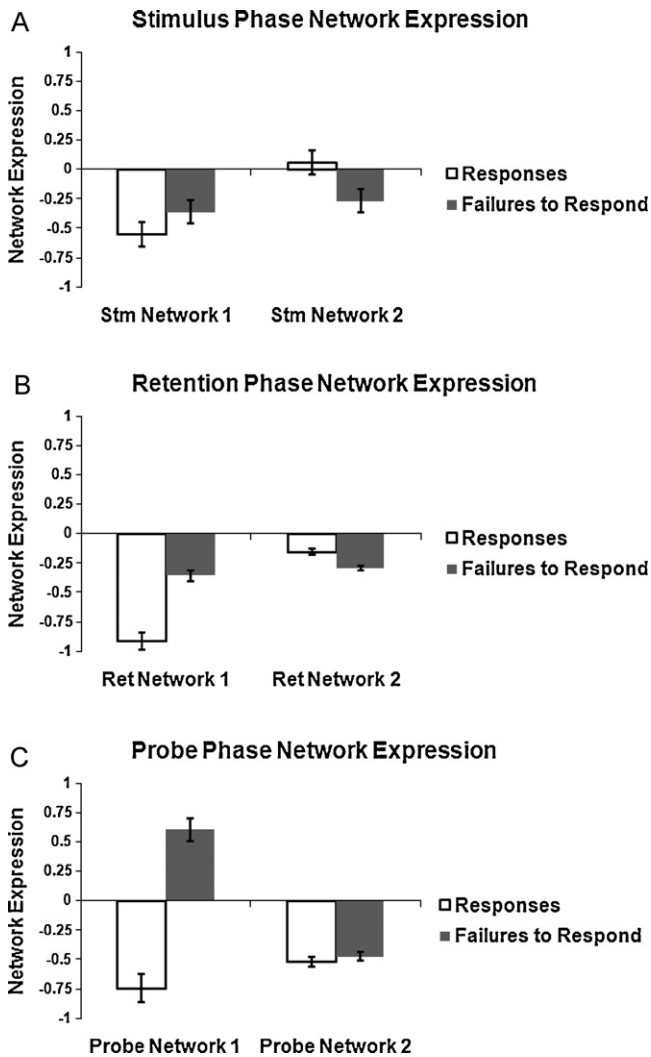 A
Stimulus Phase Network Expression
Network Expression
1
0.75
0.5
0.25
0
-0.25
-0.5
-0.75
-1
Stm Network 1
Stm Network 2
Responses
Failures to Respond
B
Retention Phase Network Expression
Network Expression
1
0.75
0.5
0.25
0
-0.25
-0.5
-0.75
-1
Ret Network 1
Ret Network 2
Responses
Failures to Respond
C
Probe Phase Network Expression
Network Expression
1
0.75
0.5
0.25
0
-0.25
-0.5
-0.75
-1
Probe Network 1
Probe Network 2
Responses
Failures to Respond